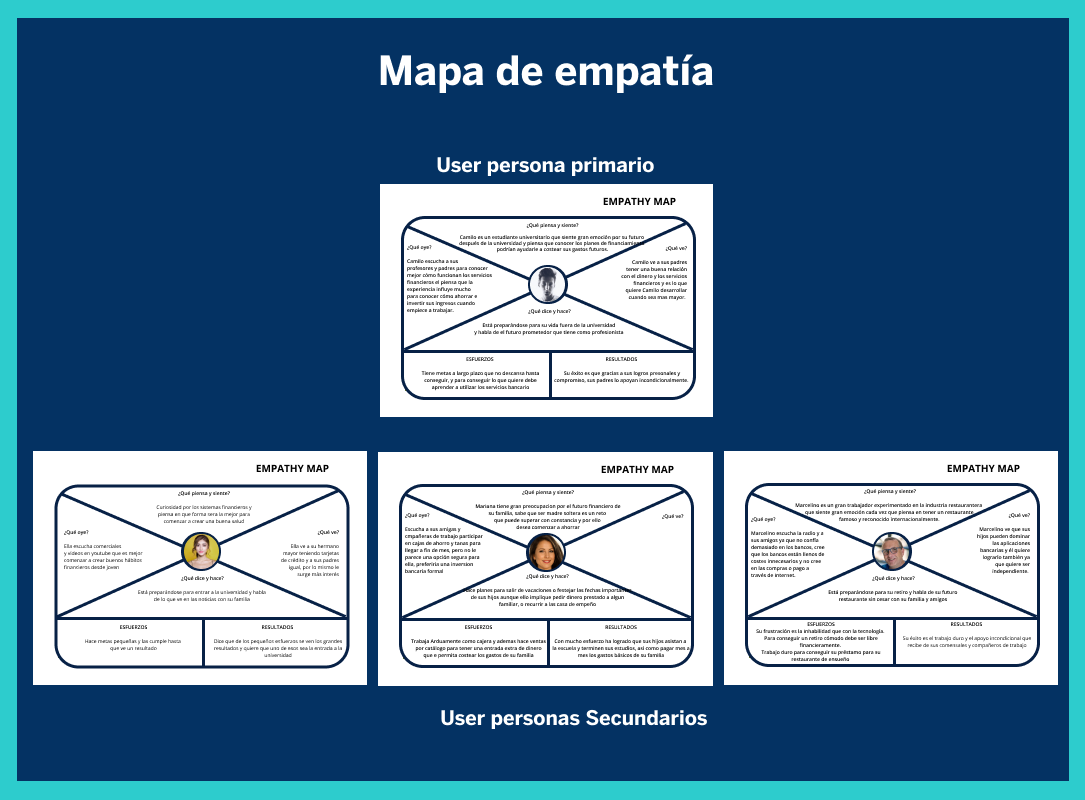 Mapa de empatía
User persona primario
EMPATHY MAP
¿Qué piensa y siente?
Camilo es un estudiante universitario que siente gran emoción por su futuro
después de la universidad y piensa que conocer los planes de financiamiento
podrían ayudarle a costear sus gastos futuros.
¿Qué oye?
Camilo escucha a sus
profesores y padres para conocer
mejor cómo funcionan los servicios
financieros el piensa que la
experiencia influye mucho
para conocer cómo ahorrar e
invertir sus ingresos cuando
empiece a trabajar.
¿Qué ve?
Camilo ve a sus padres
tener una buena relación
con el dinero y los servicios
financieros y es lo que
quiere Camilo desarrollar
cuando sea mas mayor.
¿Qué dice y hace?
Está preparándose para su vida fuera de la universidad
y habla de el futuro prometedor que tiene como profesionista
ESFUERZOS
Tiene metas a largo plazo que no descansa hasta
conseguir, y para conseguir lo que quiere debe
aprender a utilizar los servicios bancario
RESULTADOS
Su éxito es que gracias a sus logros presonales y
compromiso, sus padres lo apoyan incondicionalmente.
EMPATHY MAP
¿Qué piensa y siente?
Curiosidad por los sistemas financieros y
piensa en que forma sera la mejor para
comenzar a crear una buena salud
¿Qué oye?
Ella escucha comerciales
y videos en youtube que es mejor
comenzar a crear buenos hábitos
financieros desde joven
¿Qué ve?
Ella ve a su hermano
mayor teniendo tarjetas
de crédito y a sus padres
igual, por lo mismo le
surge más interés
¿Qué dice y hace?
Está preparándose para entrar a la universidad y habla
de lo que ve en las noticias con su familia
ESFUERZOS
Hace metas pequeñas y las cumple hasta
que ve un resultado
RESULTADOS
Dice que de los pequeños esfuerzos se ven los grandes
resultados y quiere que uno de esos sea la entrada a la
universidad
EMPATHY MAP
¿Qué piensa y siente?
Mariana tiene gran preocupacion por el futuro financiero de
su familia, sabe que ser madre soltera es un reto
que puede superar con constancia y por ello
desea comenzar a ahorrar
¿Qué oye?
Escucha a sus amigas y
cmpañeras de trabajo participar
en cajas de ahorro y tanas para
llegar a fin de mes, pero no le
parece una opción segura para
ella, preferiria una inversion
bancaria formal
¿Qué ve?
¿Qué dice y hace?
Hace planes para salir de vacaciones o festejar las fechas importantes
de sus hijos aunque ello implique pedir dinero prestado a algun
familiar, o recurrir a las casa de empeño
ESFUERZOS
Trabaja Arduamente como cajera y ademas hace ventas
por catálogo para tener una entrada extra de dinero
que e permita costear los gastos de su familia
RESULTADOS
Con mucho esfuerzo ha logrado que sus hijos asistan a
la escuela y terminen sus estudios, asi como pagar mes a
mes los gastos básicos de su familia
EMPATHY MAP
¿Qué piensa y siente?
Marcelino es un gran trabajador experimentado en la industria restaurantera
que siente gran emoción cada vez que piensa en tener un restaurante
famoso y reconocido internacionalmente.
¿Qué oye?
Marcelino escucha la radio y a
sus amigos ya que no confía
demasiado en los bancos, cree
que los bancos están llenos de
costes innecesarios y no cree
en las compras o pago a
través de internet.
¿Qué ve?
Marcelino ve que sus
hijos pueden dominar
las aplicaciones
bancarias y él quiere
lograrlo también ya
que quiere ser
independiente.
¿Qué dice y hace?
Está preparándose para su retiro y habla de su futuro
restaurante sin cesar con su familia y amigos
ESFUERZOS
Su frustración es la inhabilidad que con la tecnología.
Para conseguir un retiro cómodo debe ser libre
financieramente.
Trabajo duro para conseguir su préstamo para su
restaurante de ensueño
RESULTADOS
Su éxito es el trabajo duro y el apoyo incondicional que
recibe de sus comensales y compañeros de trabajo
User personas Secundarios